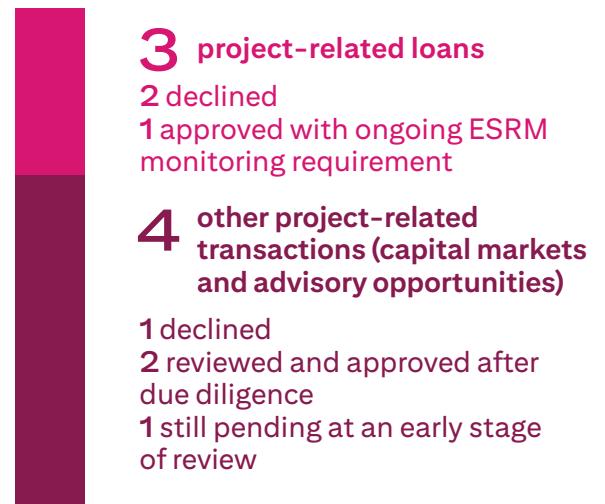 3 project-related loans
2 declined
1 approved with ongoing ESRM
monitoring requirement
4 other project-related
transactions (capital markets
and advisory opportunities)
1 declined
2 reviewed and approved after
due diligence
1 still pending at an early stage
of review